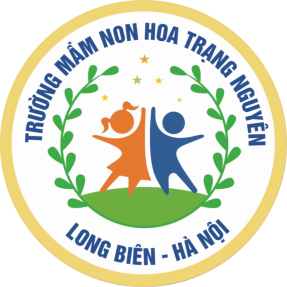 TRƯỜNG MẦM NON HOA TRẠNG NGUYÊN
LONG BIÊN - HÀ NỘI